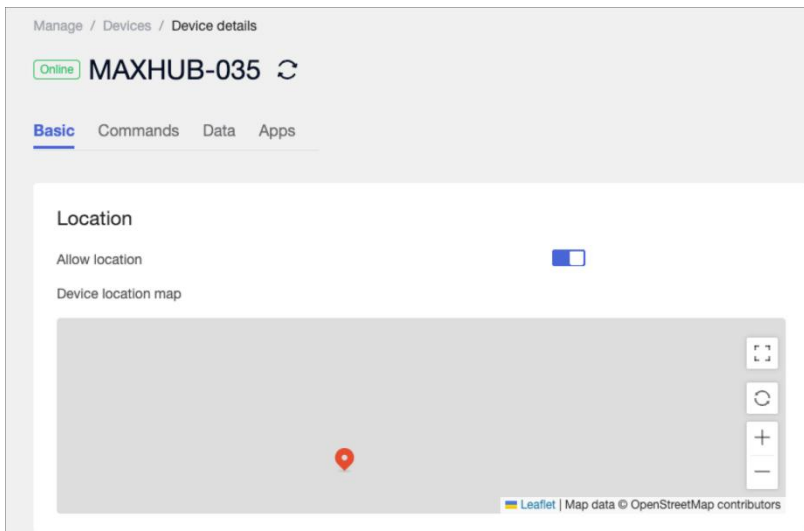 Manage / Devices / Device details
Online MAXHUB-035
Basic Commands Data Apps
Location
Allow location
Device location map
Leaflet | Map data © OpenStreetMap contributors